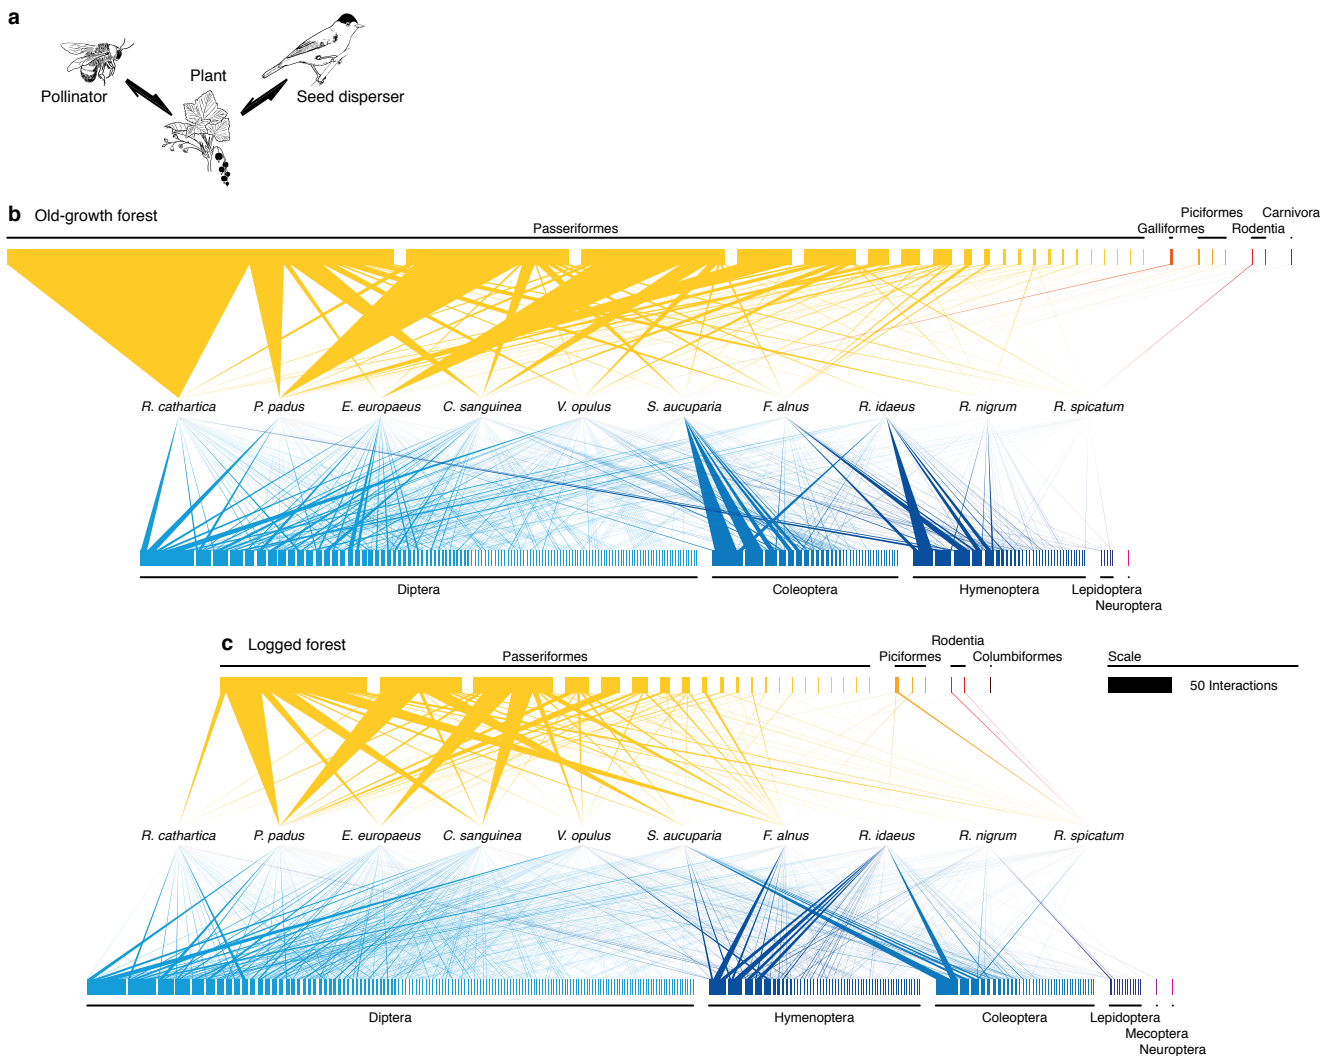 a
Plant
Pollinator
Seed disperser
b Old-growth forest
Passeriformes
Galliformes
Piciformes
Rodentia
Carnivora
R. cathartica P. padus E. europaeus C. sanguinea V. opulus S. aucuparia F. alnus R. idaeus R. nigrum R. spicatum
Diptera
Coleoptera
Hymenoptera
Lepidoptera
Neuroptera
c Logged forest
Passeriformes
Piciformes
Rodentia
Columbiformes
Scale
50 Interactions
R. cathartica P. padus E. europaeus C. sanguinea V. opulus S. aucuparia F. alnus R. idaeus R. nigrum R. spicatum
Diptera
Hymenoptera
Coleoptera
Lepidoptera
Mecoptera
Neuroptera